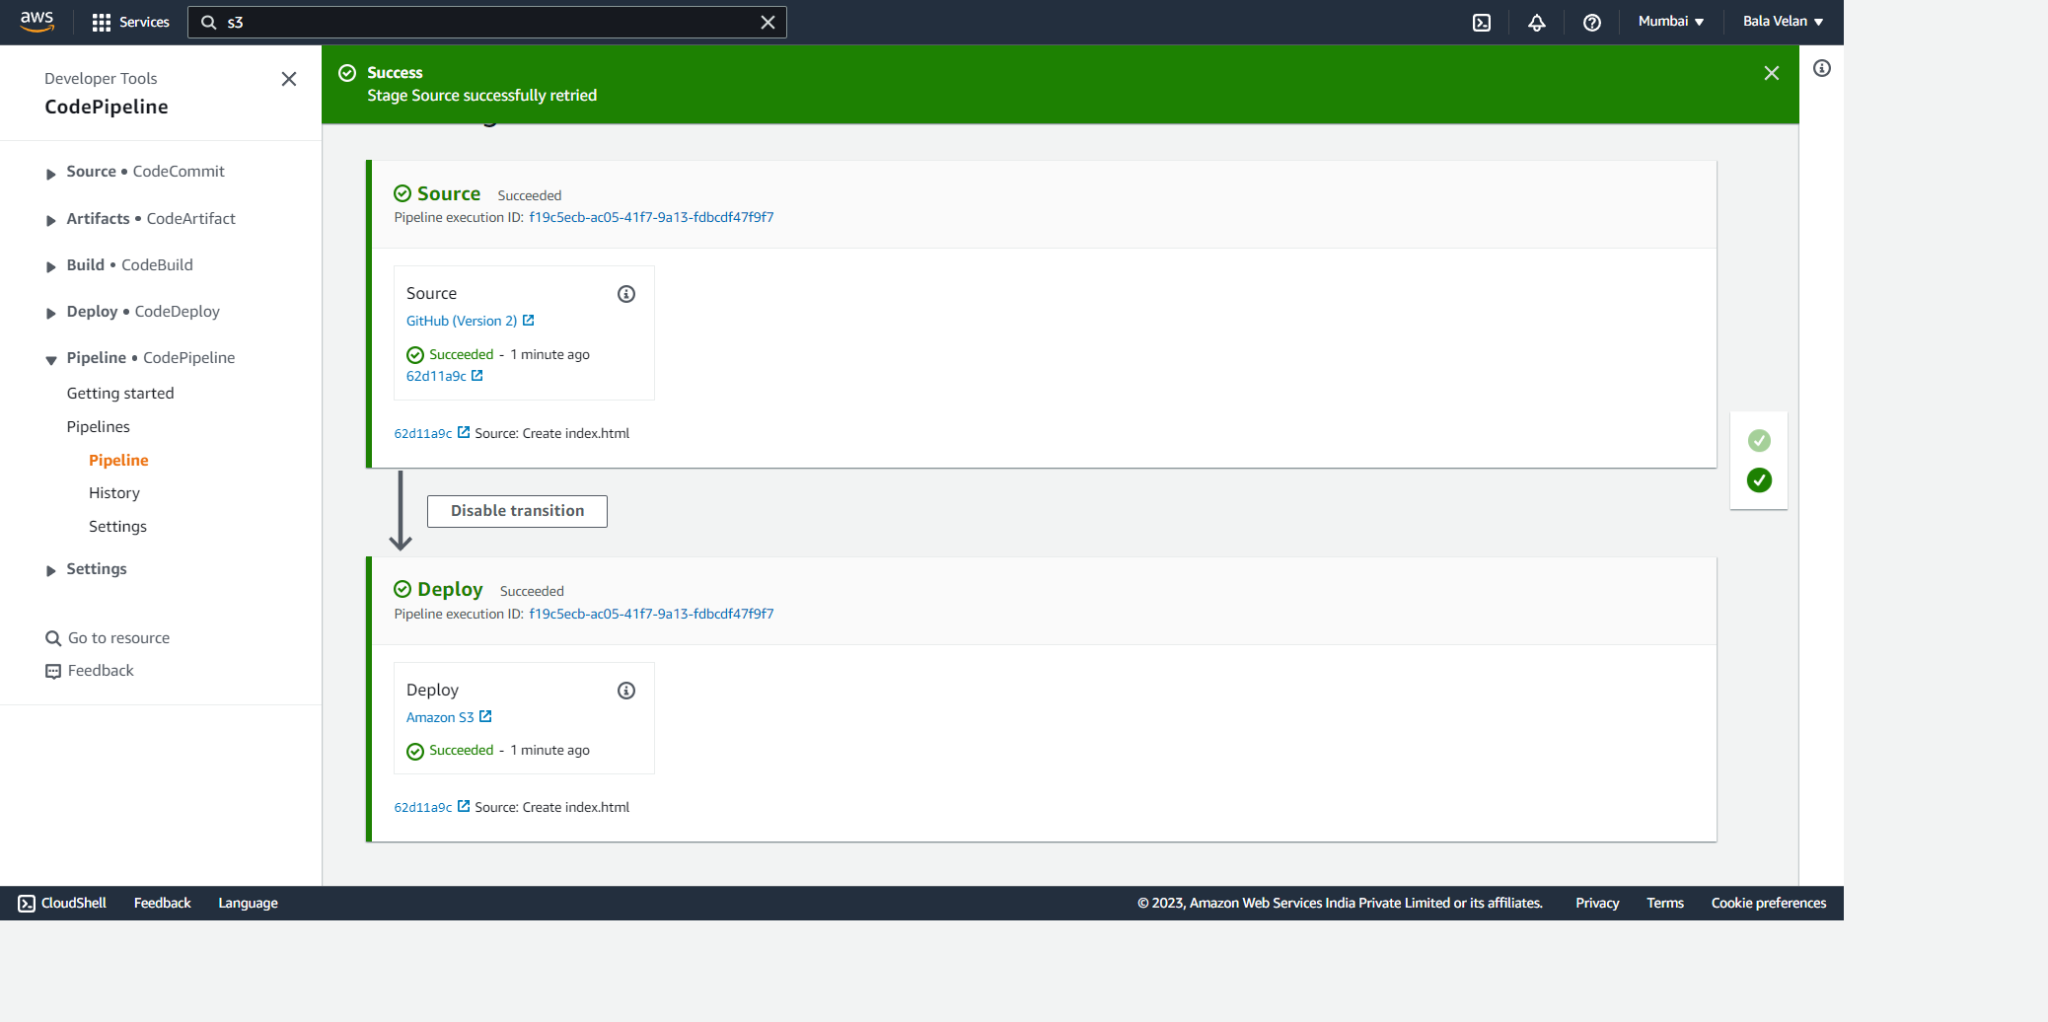 aws
Services
s3
Mumbai
Bala Velan
Developer Tools
CodePipeline
Source • CodeCommit
Artifacts • CodeArtifact
Build • CodeBuild
Deploy • CodeDeploy
Pipeline • CodePipeline
Getting started
Pipelines
Pipeline
History
Settings
Settings
Go to resource
Feedback
Success
Stage Source successfully retried
Source Succeeded
Pipeline execution ID: f19c5ecb-ac05-41f7-9a13-fdbcdf47f9f7
Source
GitHub (Version 2)
Succeeded - 1 minute ago
62d11a9c
62d11a9c Source: Create index.html
Disable transition
Deploy Succeeded
Pipeline execution ID: f19c5ecb-ac05-41f7-9a13-fdbcdf47f9f7
Deploy
Amazon S3
Succeeded - 1 minute ago
62d11a9c Source: Create index.html
CloudShell Feedback Language
© 2023, Amazon Web Services India Private Limited or its affiliates. Privacy Terms Cookie preferences